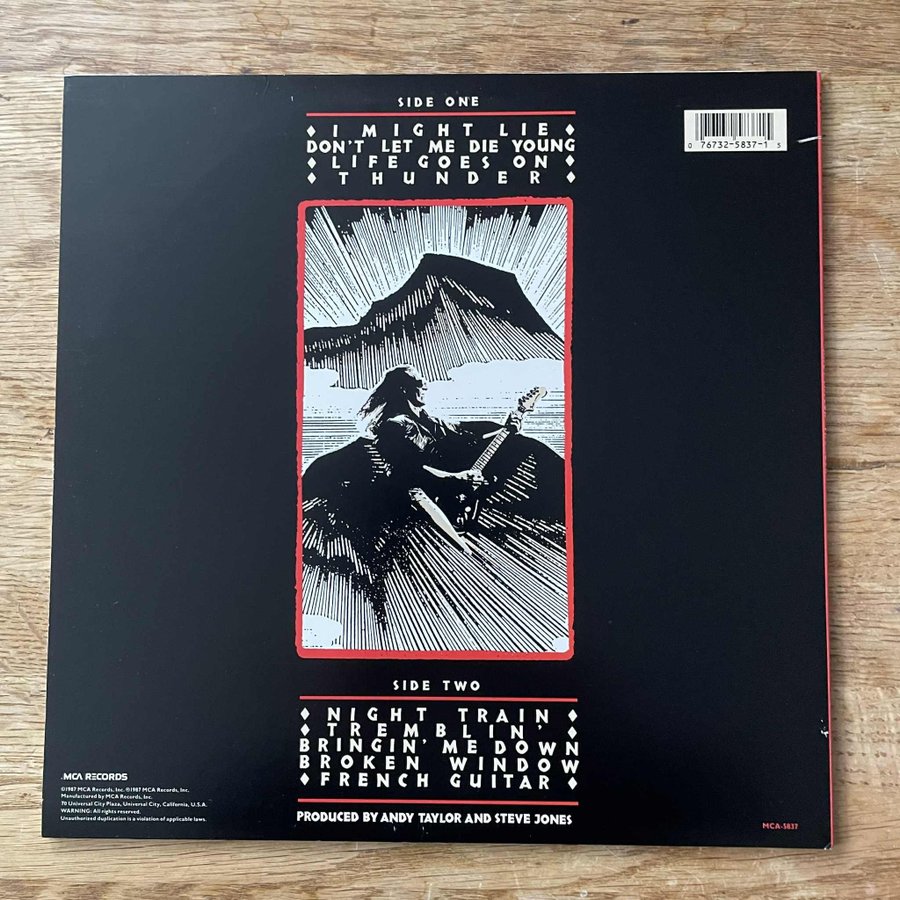 SIDE ONE
I MIGHT LIE
DON'T LET ME DIE YOUNG
LIFE GOES ON
THUNDER
0 76732-5837-1 5
SIDE TWO
NIGHT TRAIN
TREMBLIN'
BRINGIN' ME DOWN
BROKEN WINDOW
FRENCH GUITAR
PRODUCED BY ANDY TAYLOR AND STEVE JONES
MCA RECORDS
©1987 MCA Records, Inc. ℗1987 MCA Records, Inc.
Manufactured by MCA Records, Inc.
70 Universal City Plaza, Universal City, California, U.S.A.
WARNING: All rights reserved.
Unauthorized duplication is a violation of applicable laws.
MCA-5837